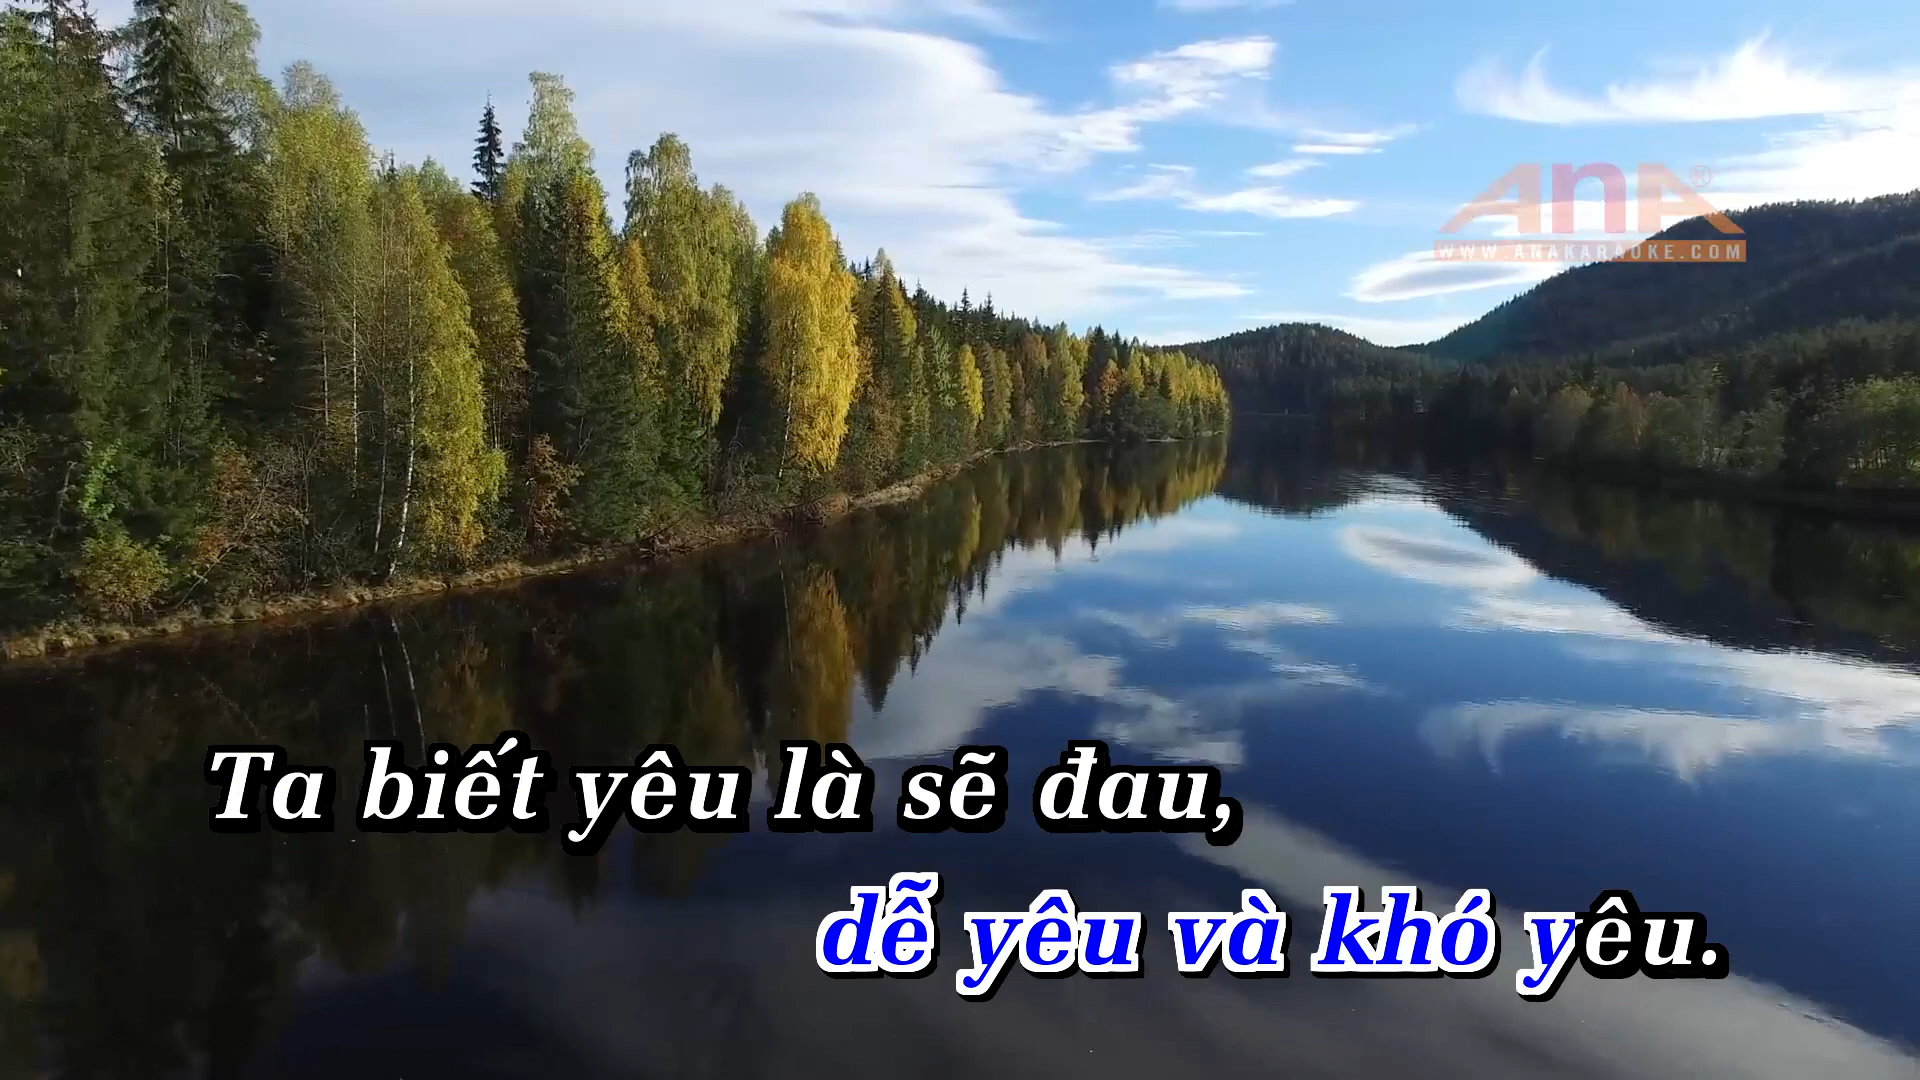 ANA®
WWW.ANAKARAOKE.COM
Ta biết yêu là sẽ đau,
dễ yêu và khó yêu.